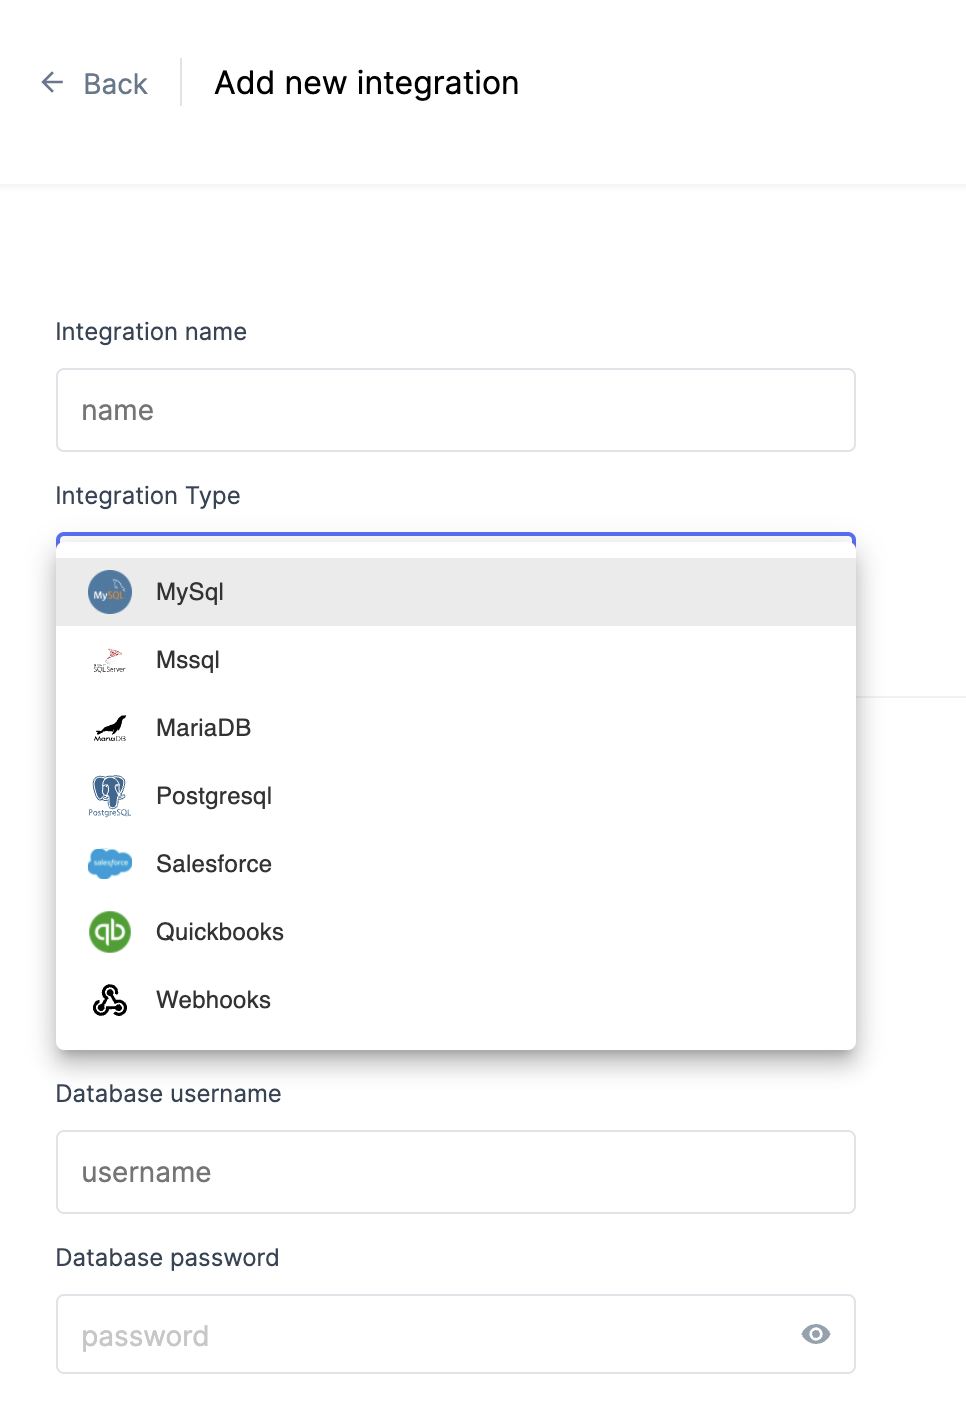 Back
Add new integration
Integration name
name
Integration Type
MySQL
MySql
SQL Server
Mssql
MariaDB
MariaDB
PostgreSQL
Postgresql
salesforce
Salesforce
qb
Quickbooks
Webhooks
Database username
username
Database password
password